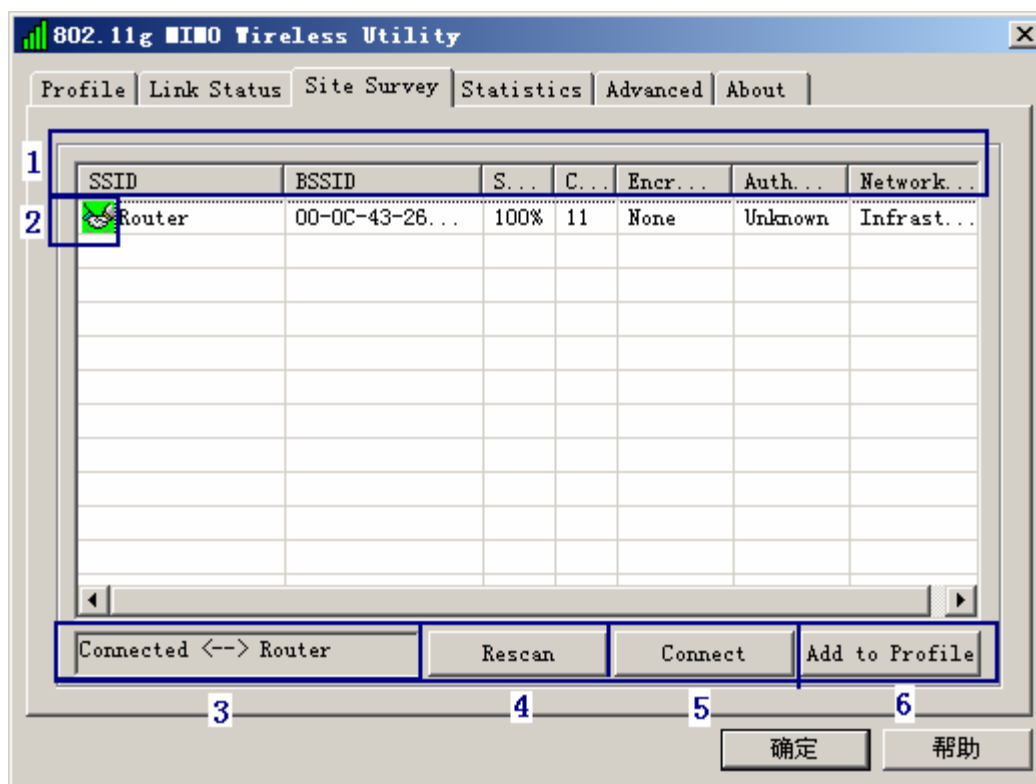 802.11g MIMO Wireless Utility
Profile Link Status Site Survey Statistics Advanced About
1
SSID BSSID S... C... Encr... Auth... Network...
2 Router 00-0C-43-26... 100% 11 None Unknown Infrast...
Connected <--> Router Rescan Connect Add to Profile
3 4 5 6
确定 帮助